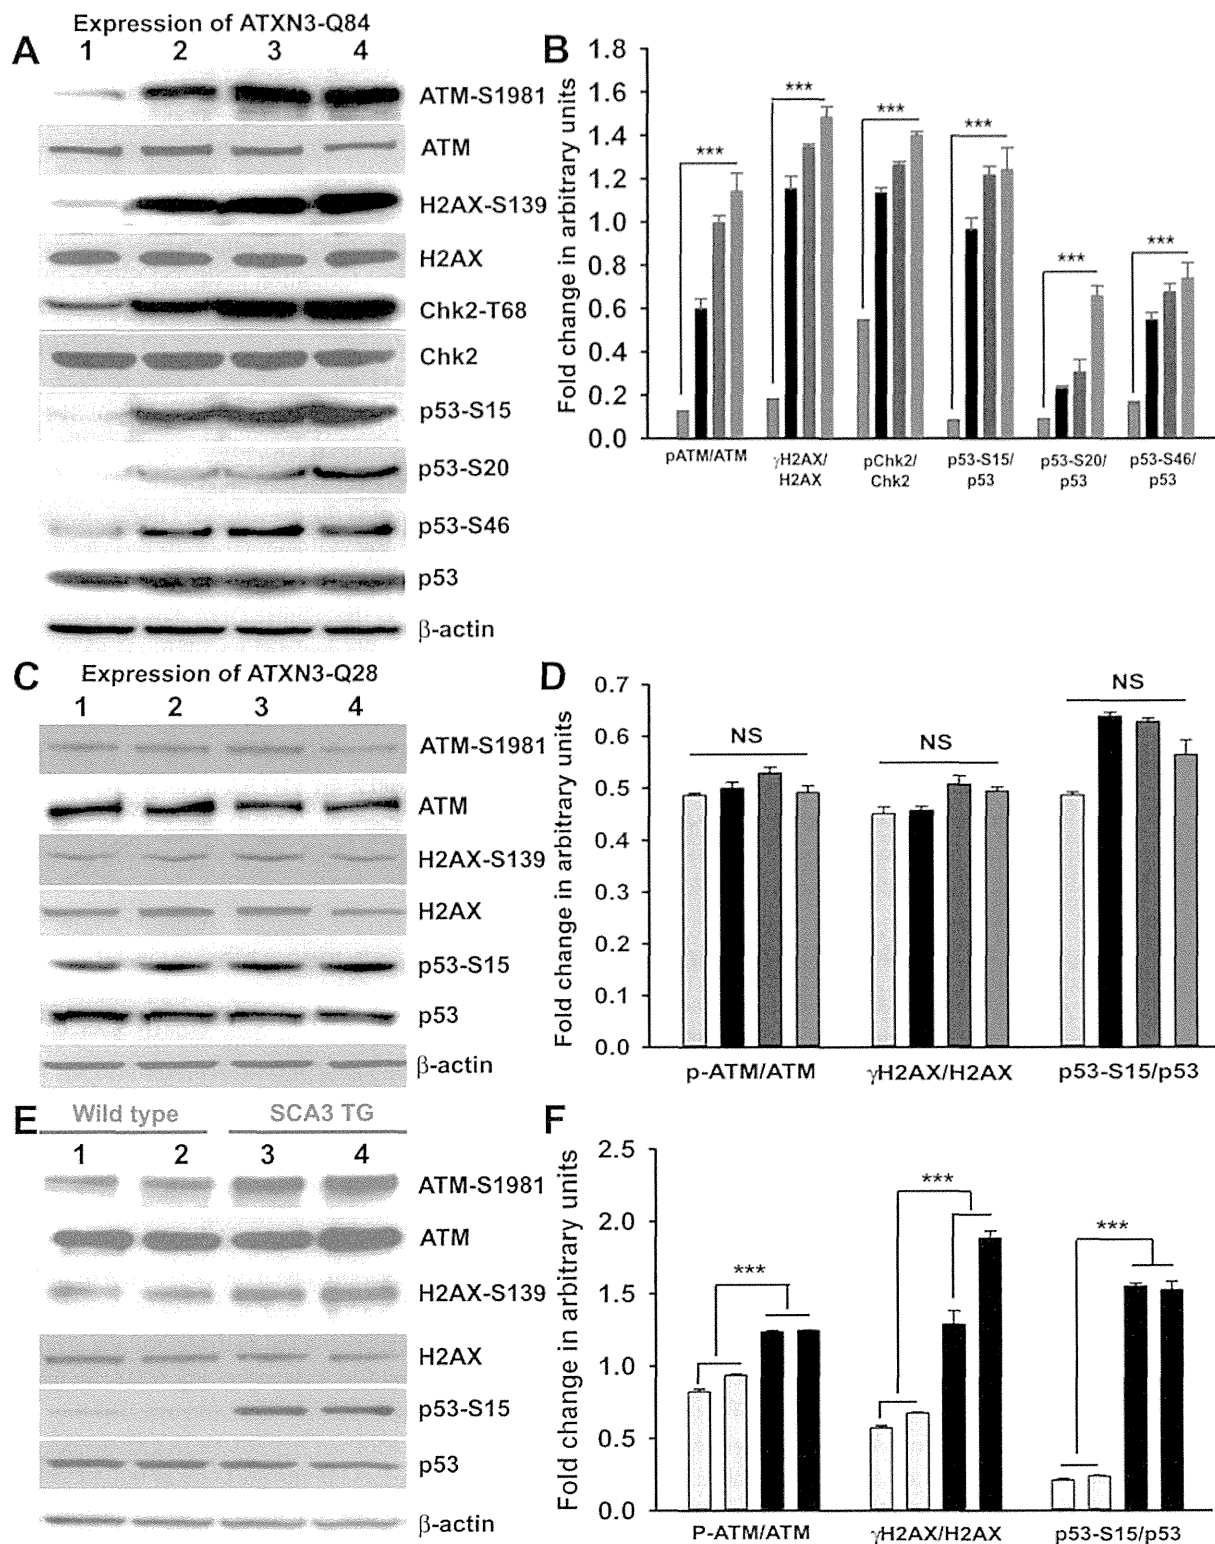 Expression of ATXN3-Q84
A
1 2 3 4
ATM-S1981
ATM
H2AX-S139
H2AX
Chk2-T68
Chk2
p53-S15
p53-S20
p53-S46
p53
β-actin
B
Fold change in arbitrary units
1.8
1.6
1.4
1.2
1.0
0.8
0.6
0.4
0.2
0.0
***
***
***
***
***
***
pATM/ATM
γH2AX/
H2AX
pChk2/
Chk2
p53-S15/
p53
p53-S20/
p53
p53-S46/
p53
C
Expression of ATXN3-Q28
1 2 3 4
ATM-S1981
ATM
H2AX-S139
H2AX
p53-S15
p53
β-actin
D
Fold change in arbitrary units
0.7
0.6
0.5
0.4
0.3
0.2
0.1
0.0
NS
NS
NS
p-ATM/ATM
γH2AX/H2AX
p53-S15/p53
E
Wild type
SCA3 TG
1 2 3 4
ATM-S1981
ATM
H2AX-S139
H2AX
p53-S15
p53
β-actin
F
Fold change in arbitrary units
2.5
2.0
1.5
1.0
0.5
0.0
***
***
***
P-ATM/ATM
γH2AX/H2AX
p53-S15/p53